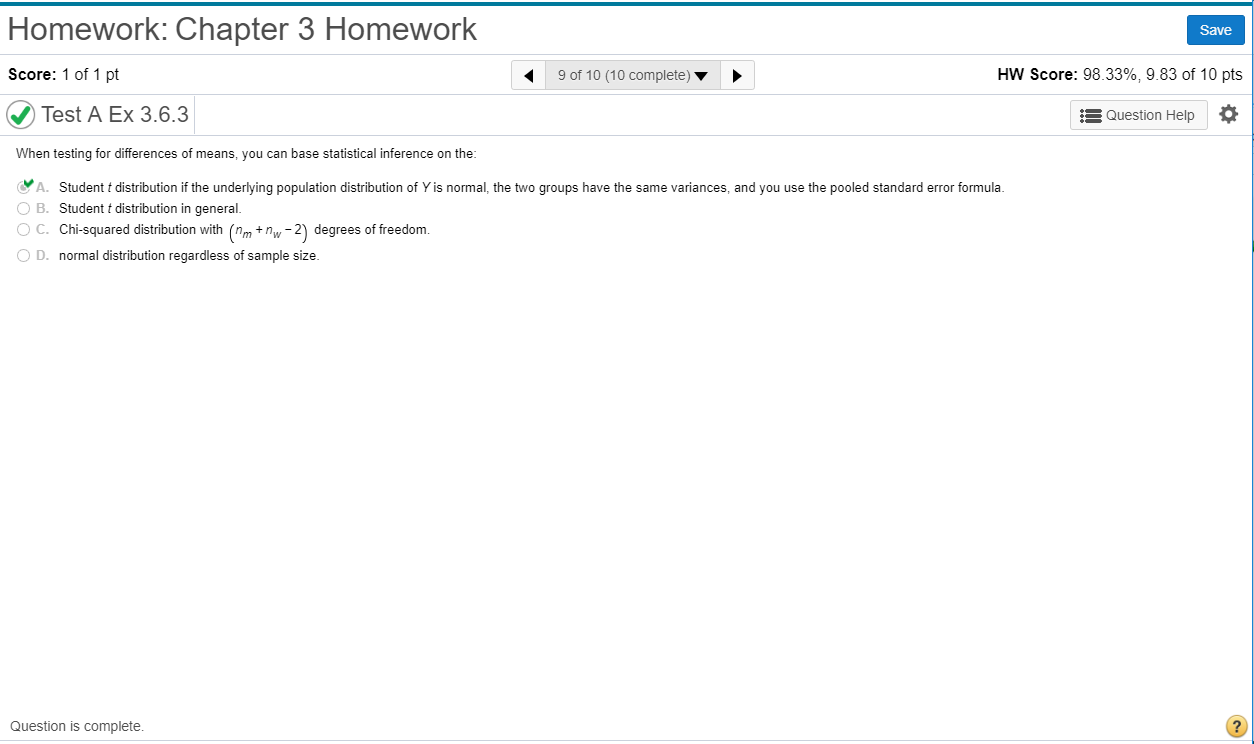 Homework: Chapter 3 Homework
Save
Score: 1 of 1 pt
9 of 10 (10 complete)
HW Score: 98.33%, 9.83 of 10 pts
Test A Ex 3.6.3
Question Help
When testing for differences of means, you can base statistical inference on the:
A. Student t distribution if the underlying population distribution of Y is normal, the two groups have the same variances, and you use the pooled standard error formula.
B. Student t distribution in general.
C. Chi-squared distribution with (nm + nw − 2) degrees of freedom.
D. normal distribution regardless of sample size.
Question is complete.
?